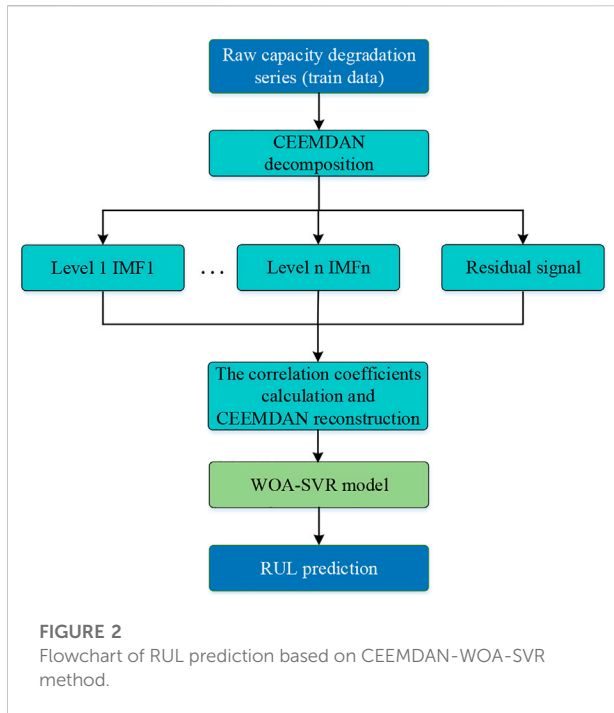 Raw capacity degradation
series (train data)
CEEMDAN
decomposition
Level 1 IMF1
...
Level n IMFn
Residual signal
The correlation coefficients
calculation and
CEEMDAN reconstruction
WOA-SVR model
RUL prediction
FIGURE 2
Flowchart of RUL prediction based on CEEMDAN-WOA-SVR
method.